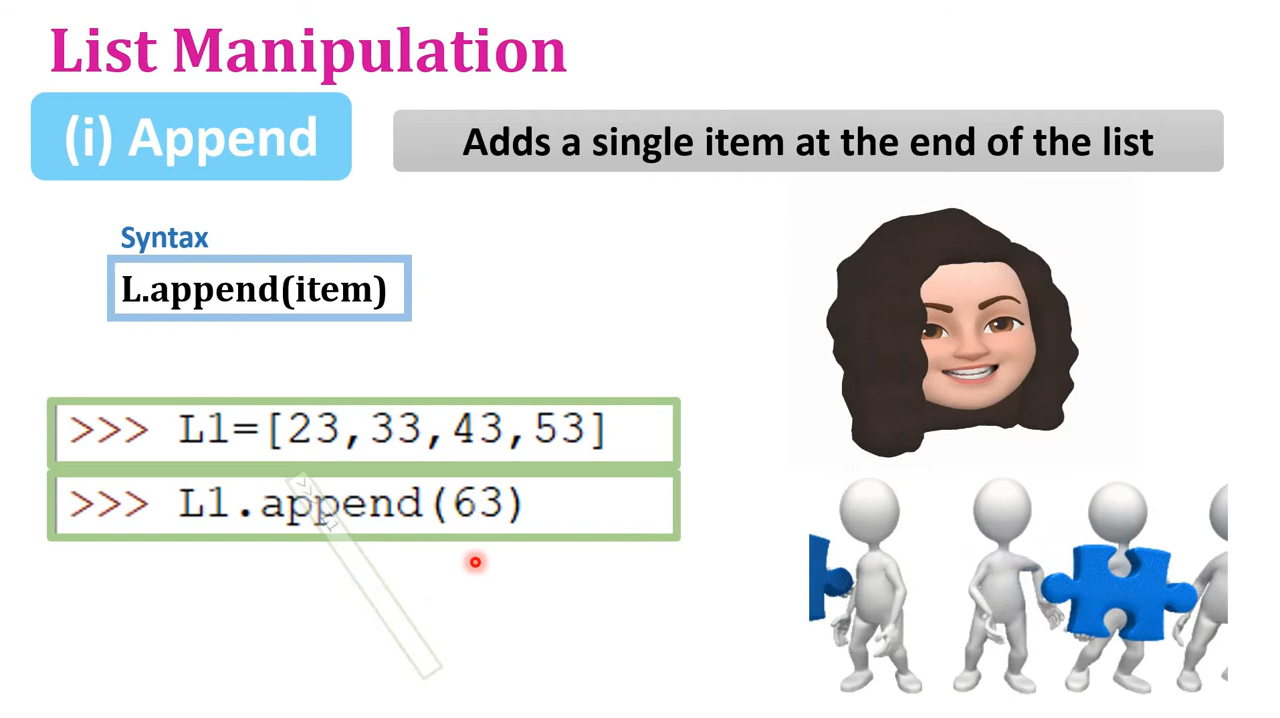 List Manipulation
(i) Append
Adds a single item at the end of the list
Syntax
L.append(item)
>>> L1=[23,33,43,53]
>>> L1.append(63)
>>> L1